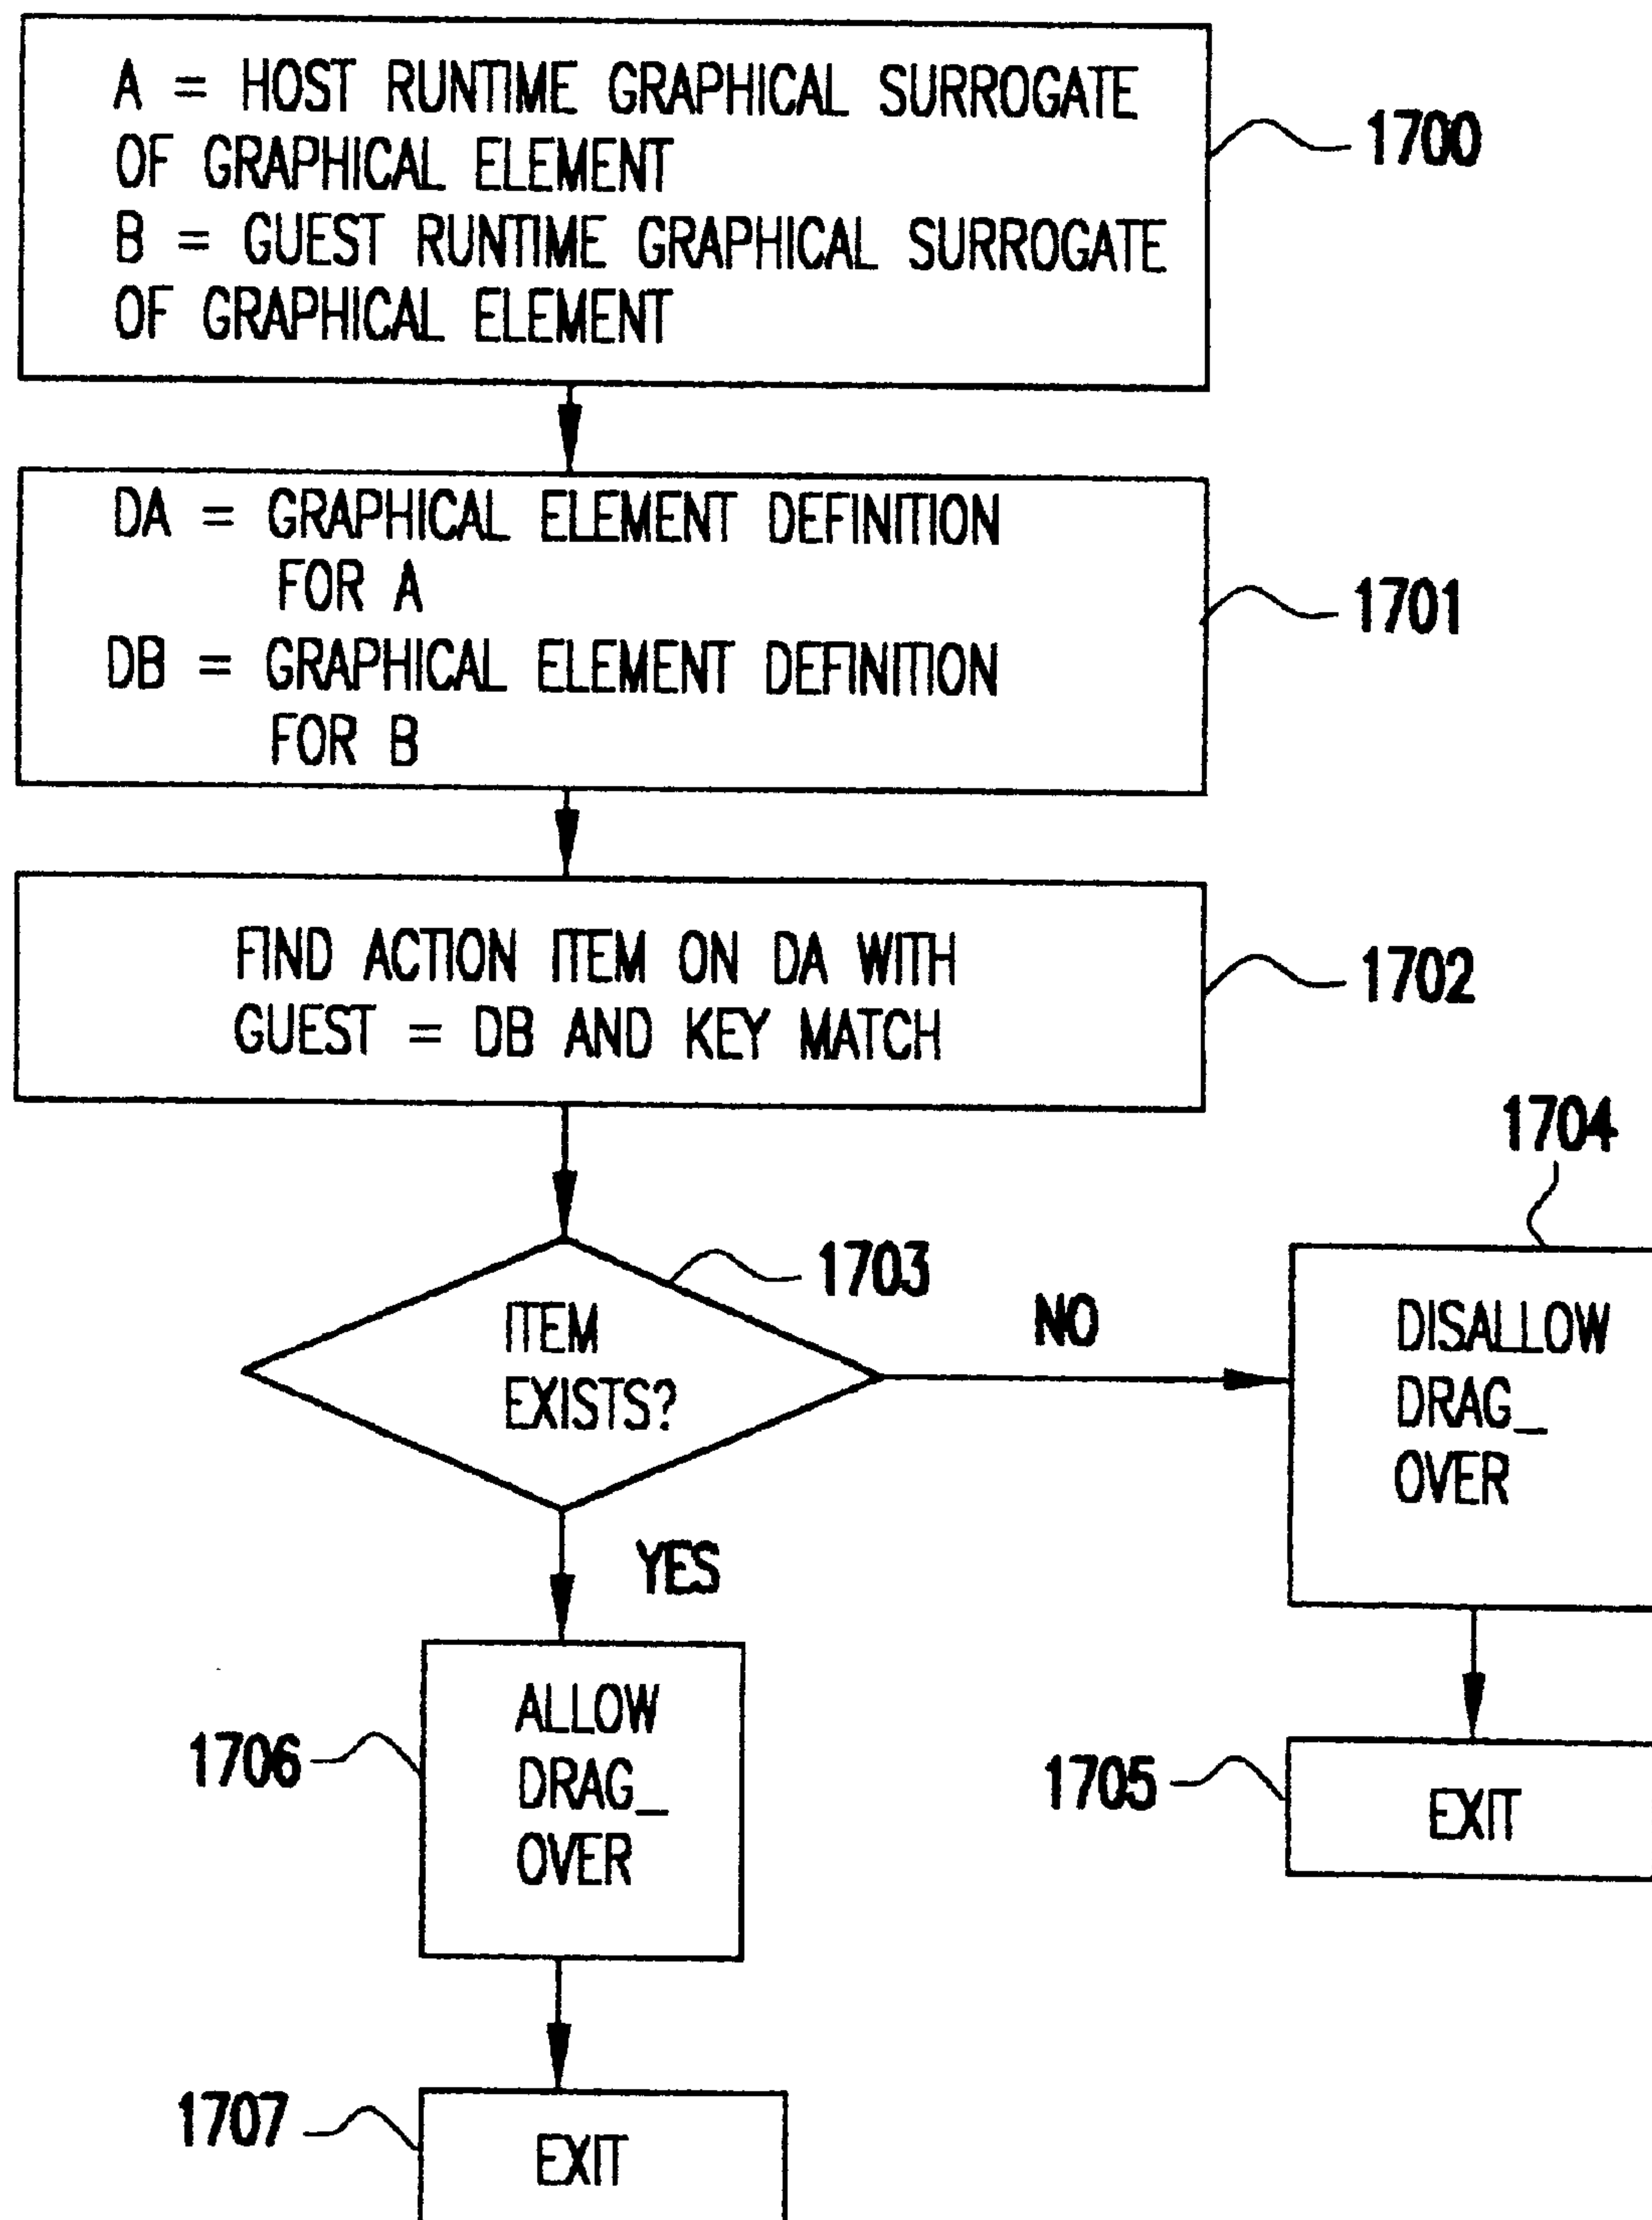 A = HOST RUNTIME GRAPHICAL SURROGATE
OF GRAPHICAL ELEMENT
B = GUEST RUNTIME GRAPHICAL SURROGATE
OF GRAPHICAL ELEMENT
1700
DA = GRAPHICAL ELEMENT DEFINITION
FOR A
DB = GRAPHICAL ELEMENT DEFINITION
FOR B
1701
FIND ACTION ITEM ON DA WITH
GUEST = DB AND KEY MATCH
1702
ITEM
EXISTS?
1703
NO
1704
DISALLOW
DRAG_
OVER
YES
1706
ALLOW
DRAG_
OVER
1705
EXIT
1707
EXIT